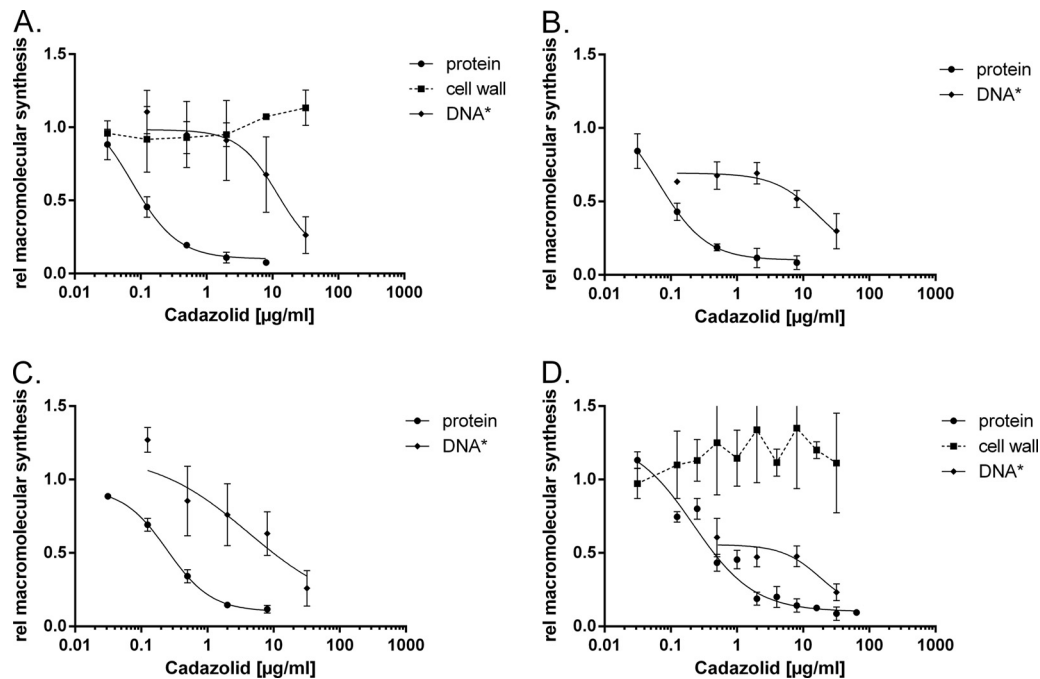 A.
rel macromolecular synthesis
1.5
1.0
0.5
0.0
0.01 0.1 1 10 100 1000
Cadazolid [µg/ml]
protein
cell wall
DNA*
B.
rel macromolecular synthesis
1.5
1.0
0.5
0.0
0.01 0.1 1 10 100 1000
Cadazolid [µg/ml]
protein
DNA*
C.
rel macromolecular synthesis
1.5
1.0
0.5
0.0
0.01 0.1 1 10 100 1000
Cadazolid [µg/ml]
protein
DNA*
D.
rel macromolecular synthesis
1.5
1.0
0.5
0.0
0.01 0.1 1 10 100 1000
Cadazolid [µg/ml]
protein
cell wall
DNA*